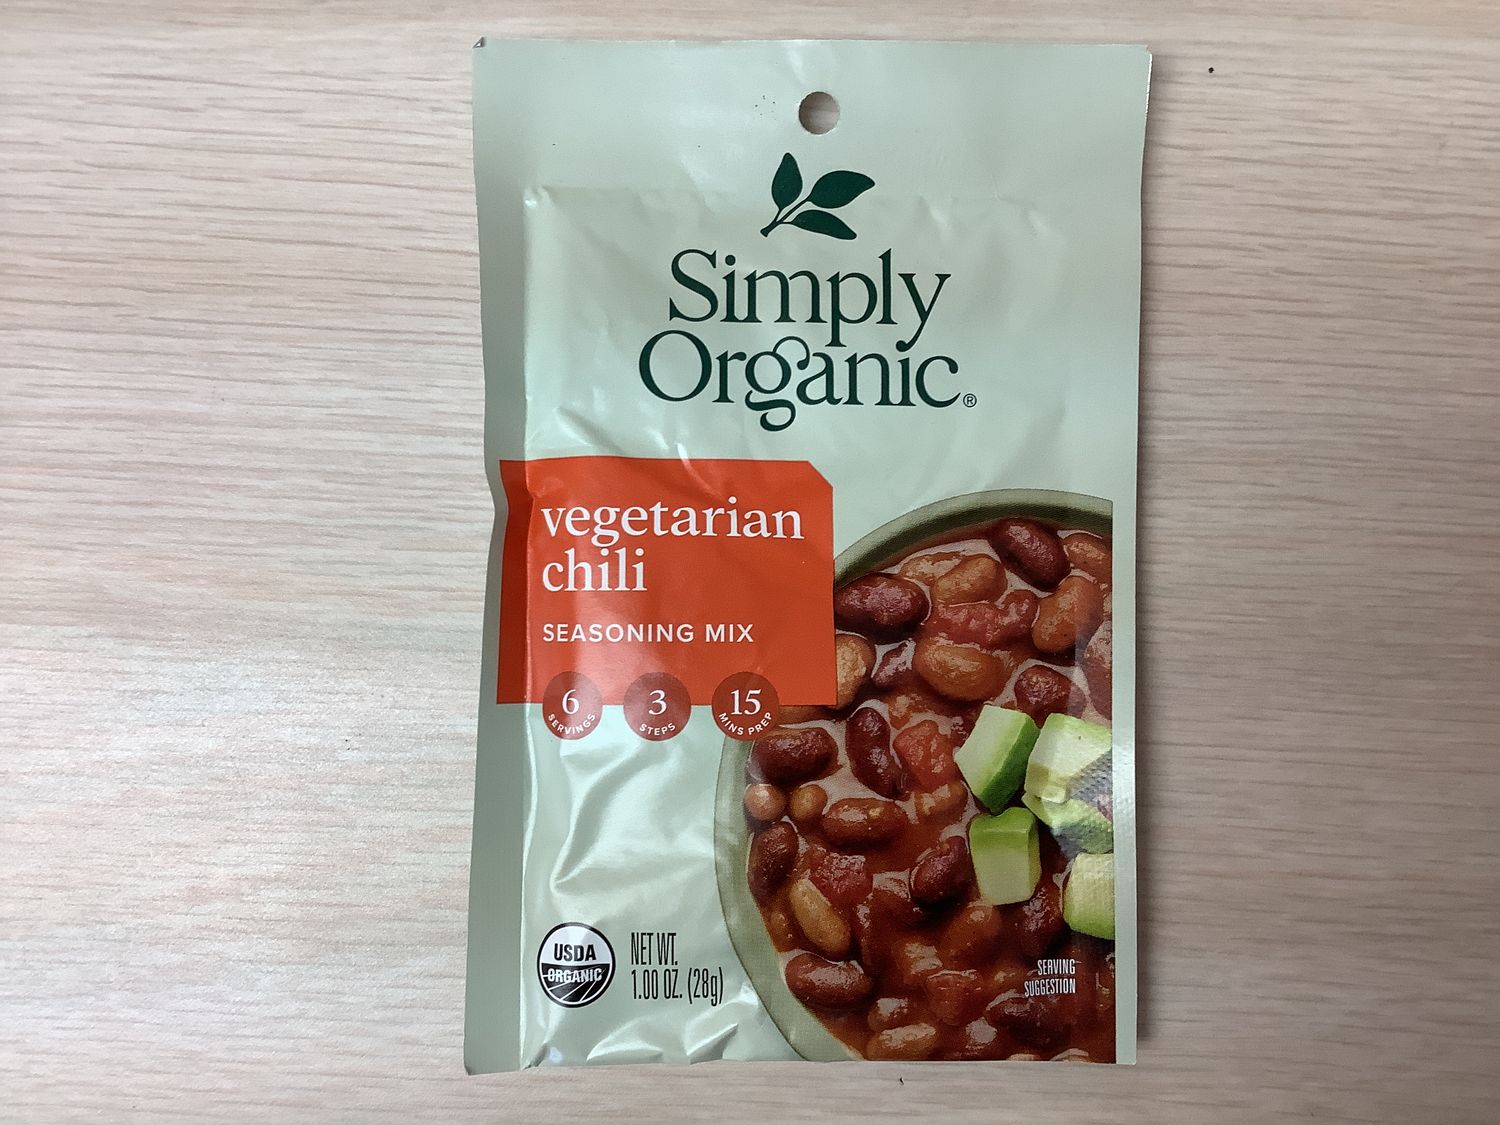 Simply
Organic®
vegetarian
chili
SEASONING MIX
6
SERVINGS
3
STEPS
15
MINS PREP
USDA
ORGANIC
NET WT.
1.00 OZ. (28g)
SERVING
SUGGESTION